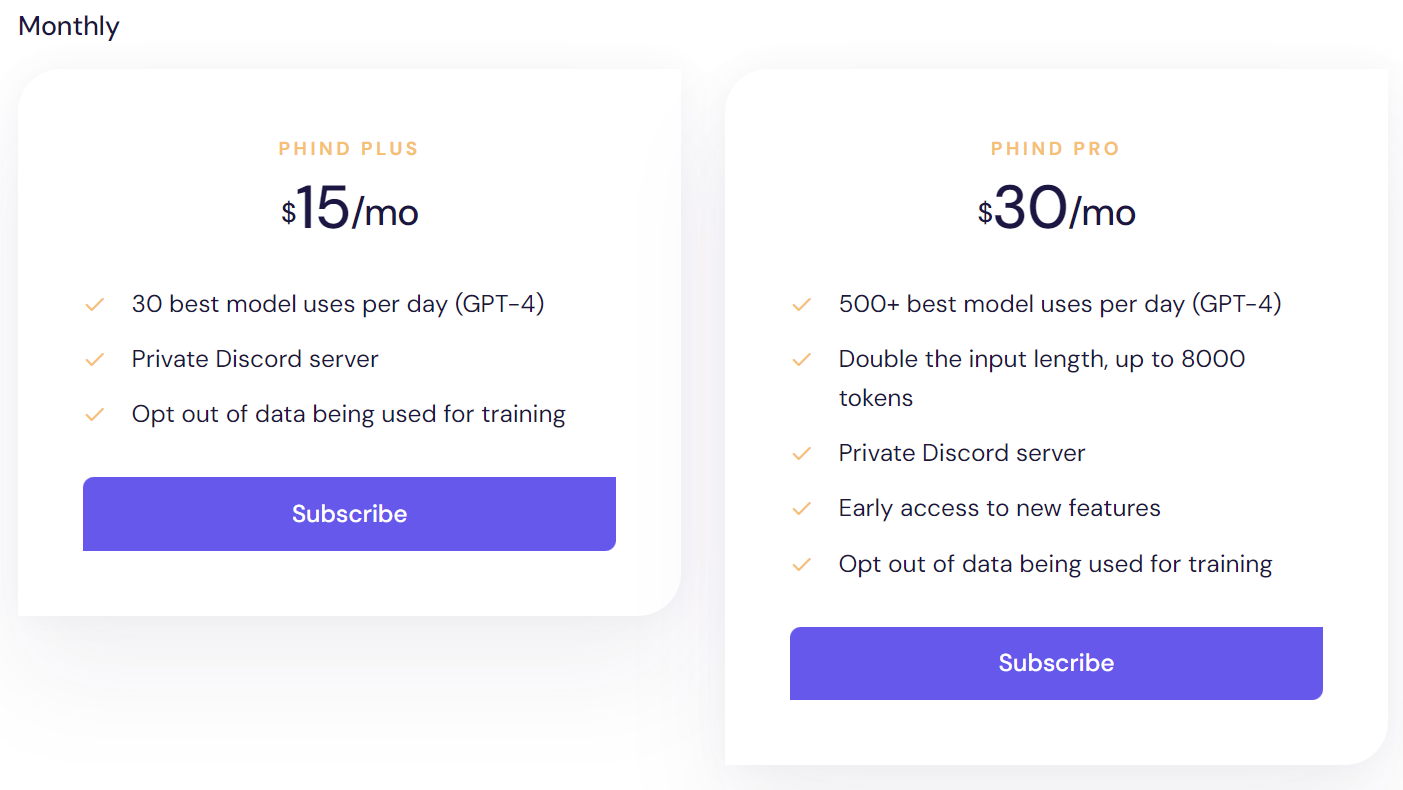 Monthly
PHIND PLUS
$15/mo
30 best model uses per day (GPT-4)
Private Discord server
Opt out of data being used for training
Subscribe
PHIND PRO
$30/mo
500+ best model uses per day (GPT-4)
Double the input length, up to 8000
tokens
Private Discord server
Early access to new features
Opt out of data being used for training
Subscribe